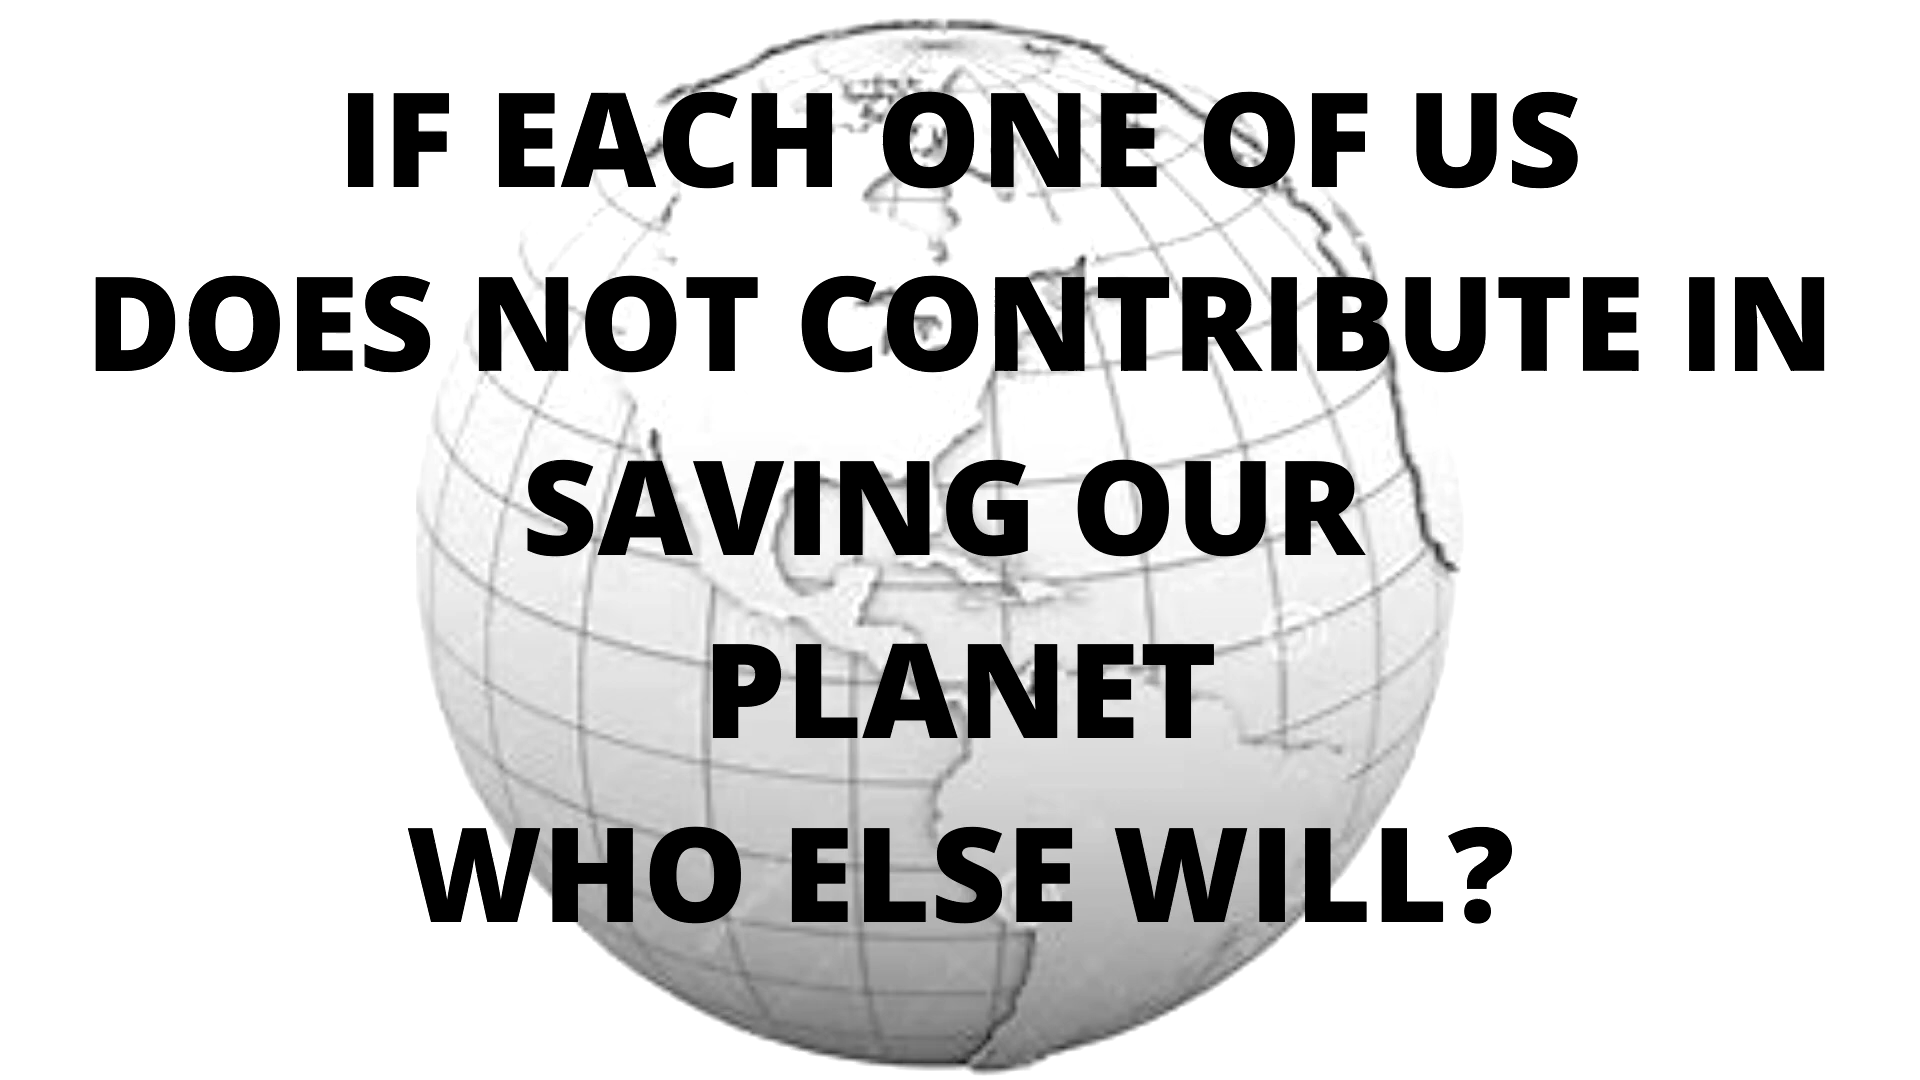 IF EACH ONE OF US
DOES NOT CONTRIBUTE IN
SAVING OUR
PLANET
WHO ELSE WILL?